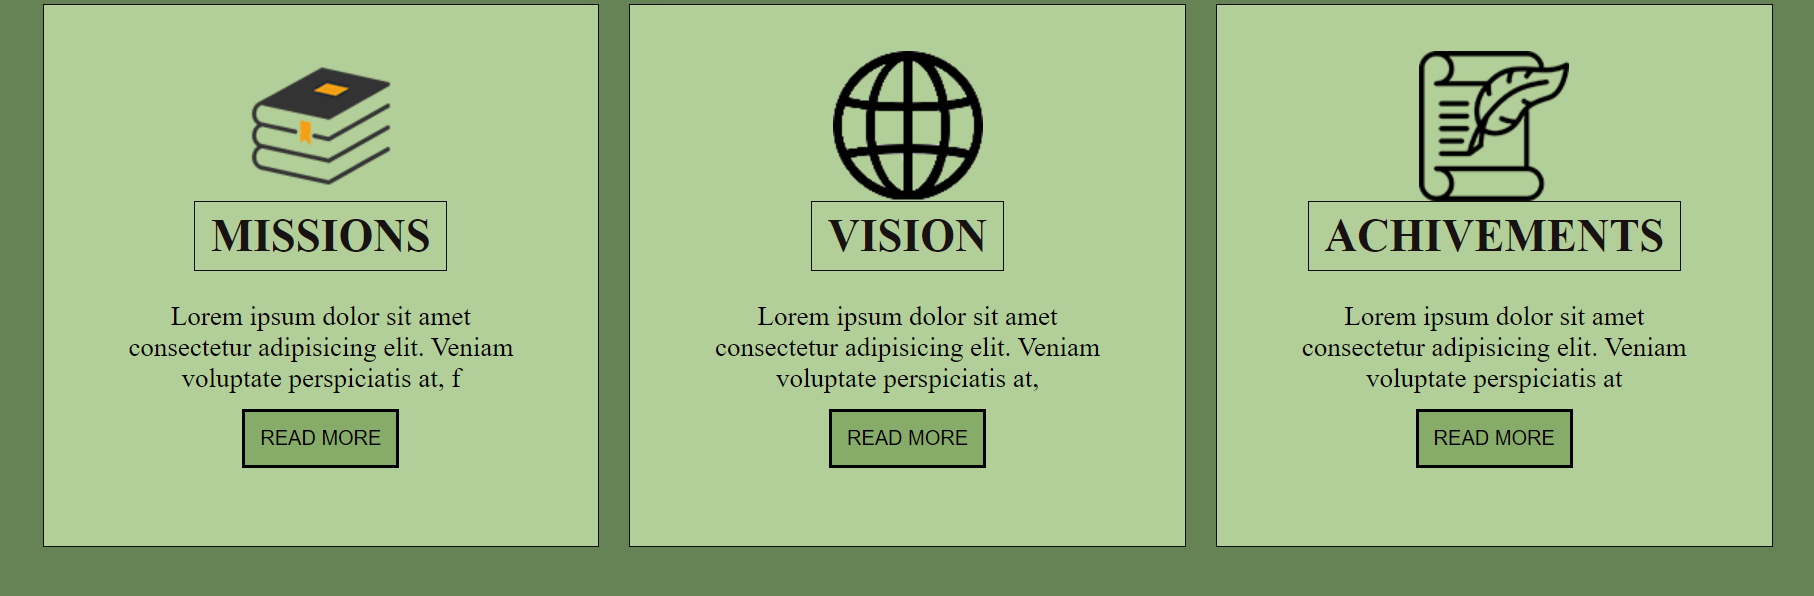 MISSIONS
Lorem ipsum dolor sit amet
consectetur adipisicing elit. Veniam
voluptate perspiciatis at, f
READ MORE
VISION
Lorem ipsum dolor sit amet
consectetur adipisicing elit. Veniam
voluptate perspiciatis at,
READ MORE
ACHIVEMENTS
Lorem ipsum dolor sit amet
consectetur adipisicing elit. Veniam
voluptate perspiciatis at
READ MORE